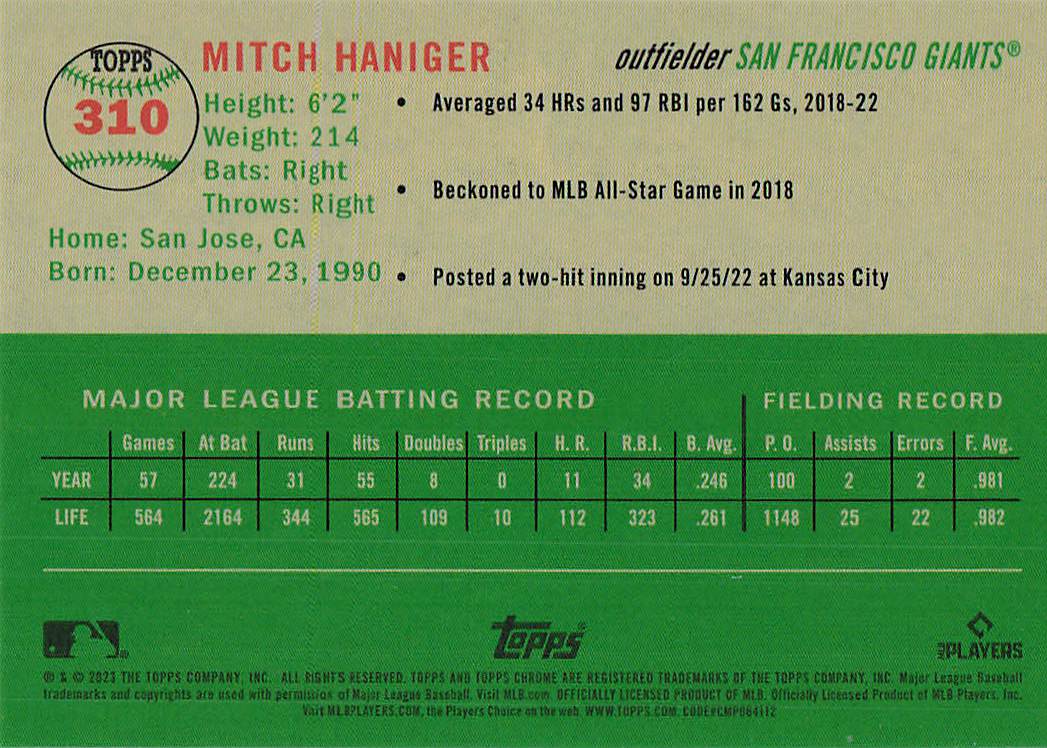 TOPPS
310
MITCH HANIGER
outfielder SAN FRANCISCO GIANTS®
Height: 6'2"
Weight: 214
Bats: Right
Throws: Right
Home: San Jose, CA
Born: December 23, 1990
• Averaged 34 HRs and 97 RBI per 162 Gs, 2018-22
• Beckoned to MLB All-Star Game in 2018
• Posted a two-hit inning on 9/25/22 at Kansas City
MAJOR LEAGUE BATTING RECORD FIELDING RECORD
Games At Bat Runs Hits Doubles Triples H. R. R.B.I. B. Avg. P. O. Assists Errors F. Avg.
YEAR 57 224 31 55 8 0 11 34 .246 100 2 2 .981
LIFE 564 2164 344 565 109 10 112 323 .261 1148 25 22 .982
Topps
MLB PLAYERS
® & © 2023 THE TOPPS COMPANY, INC. ALL RIGHTS RESERVED. TOPPS AND TOPPS CHROME ARE REGISTERED TRADEMARKS OF THE TOPPS COMPANY, INC. Major League Baseball
trademarks and copyrights are used with permission of Major League Baseball. Visit MLB.com. OFFICIALLY LICENSED PRODUCT OF MLB. Officially Licensed Product of MLB Players, Inc.
Visit MLBPLAYERS.COM, the Players Choice on the web. WWW.TOPPS.COM. CODE#CMP084112